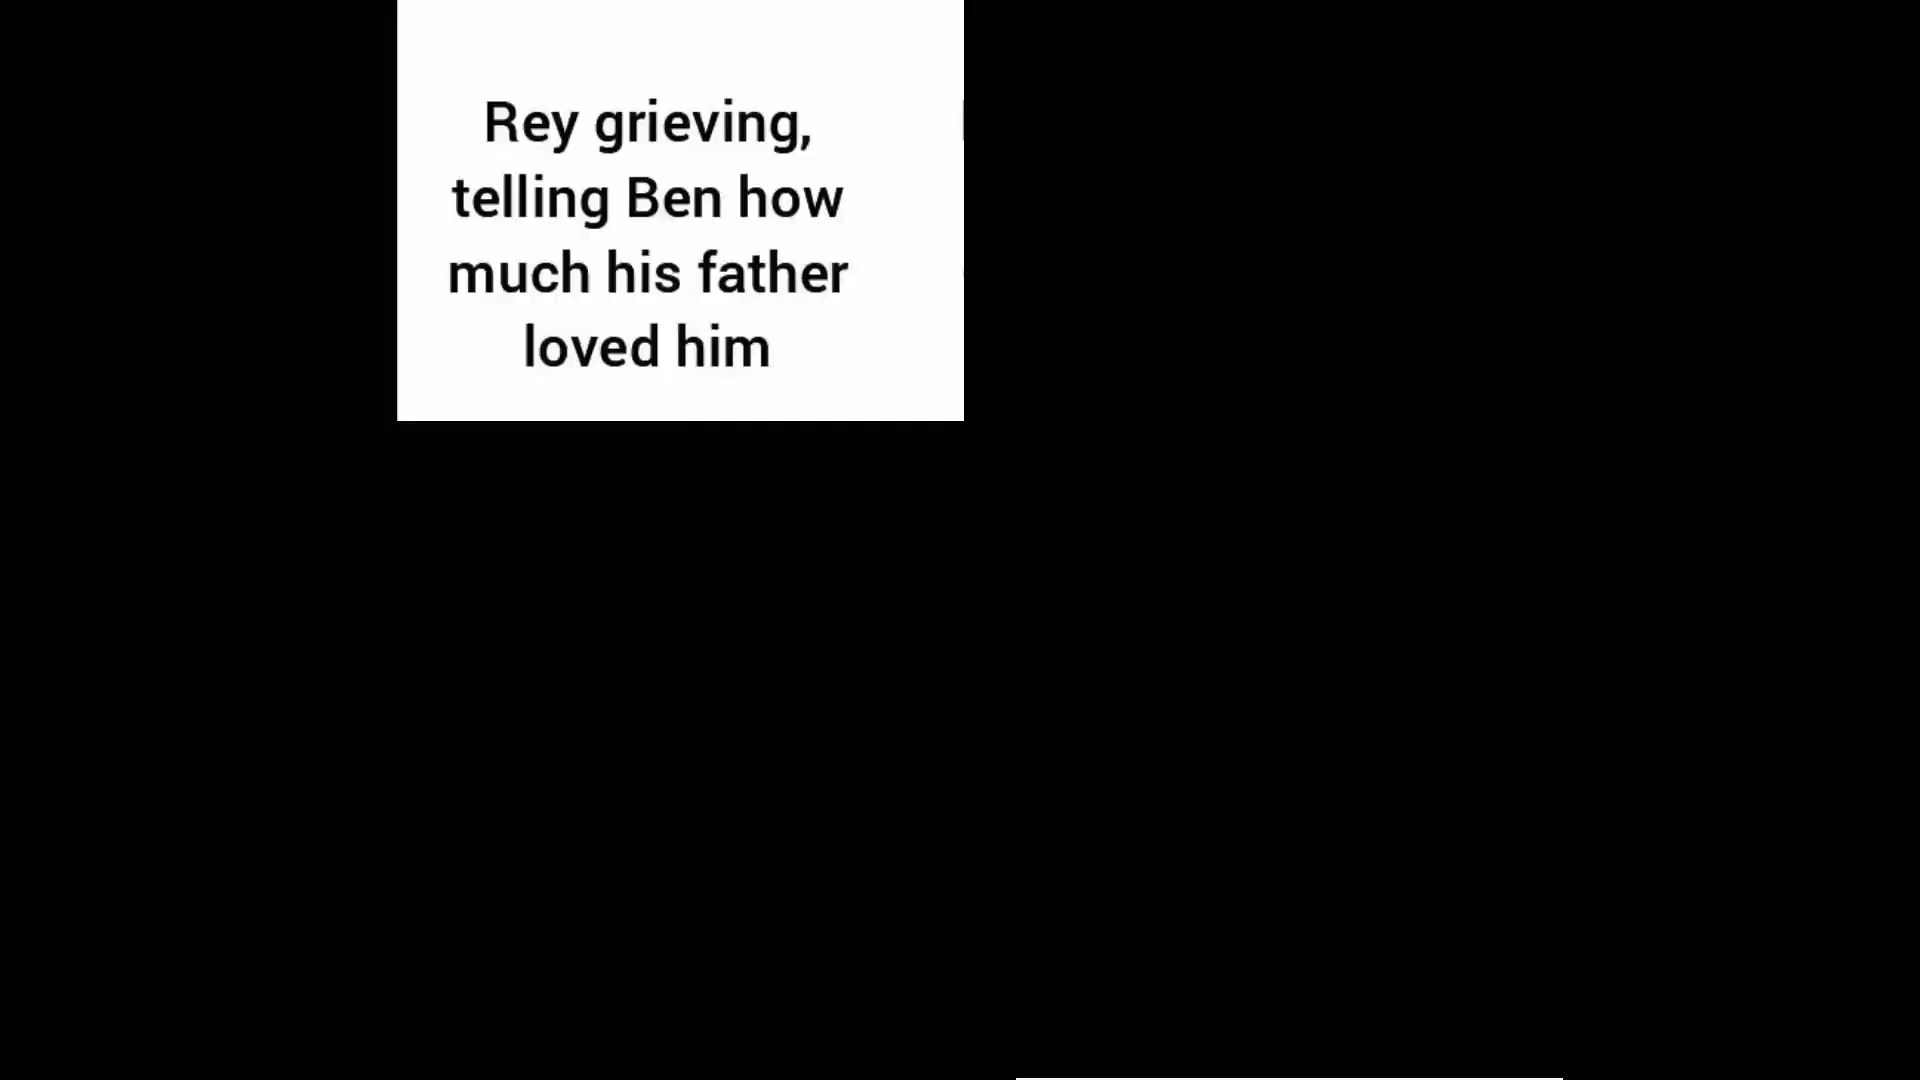 Rey grieving,
telling Ben how
much his father
loved him